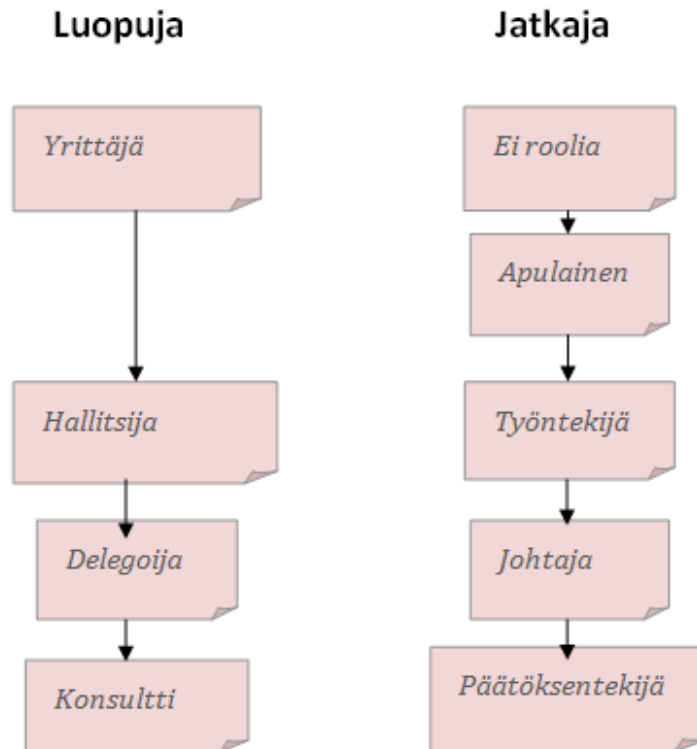 Luopuja
Jatkaja
Yrittäjä
Ei roolia
Apulainen
Hallitsija
Työntekijä
Delegoija
Johtaja
Konsultti
Päätöksentekijä